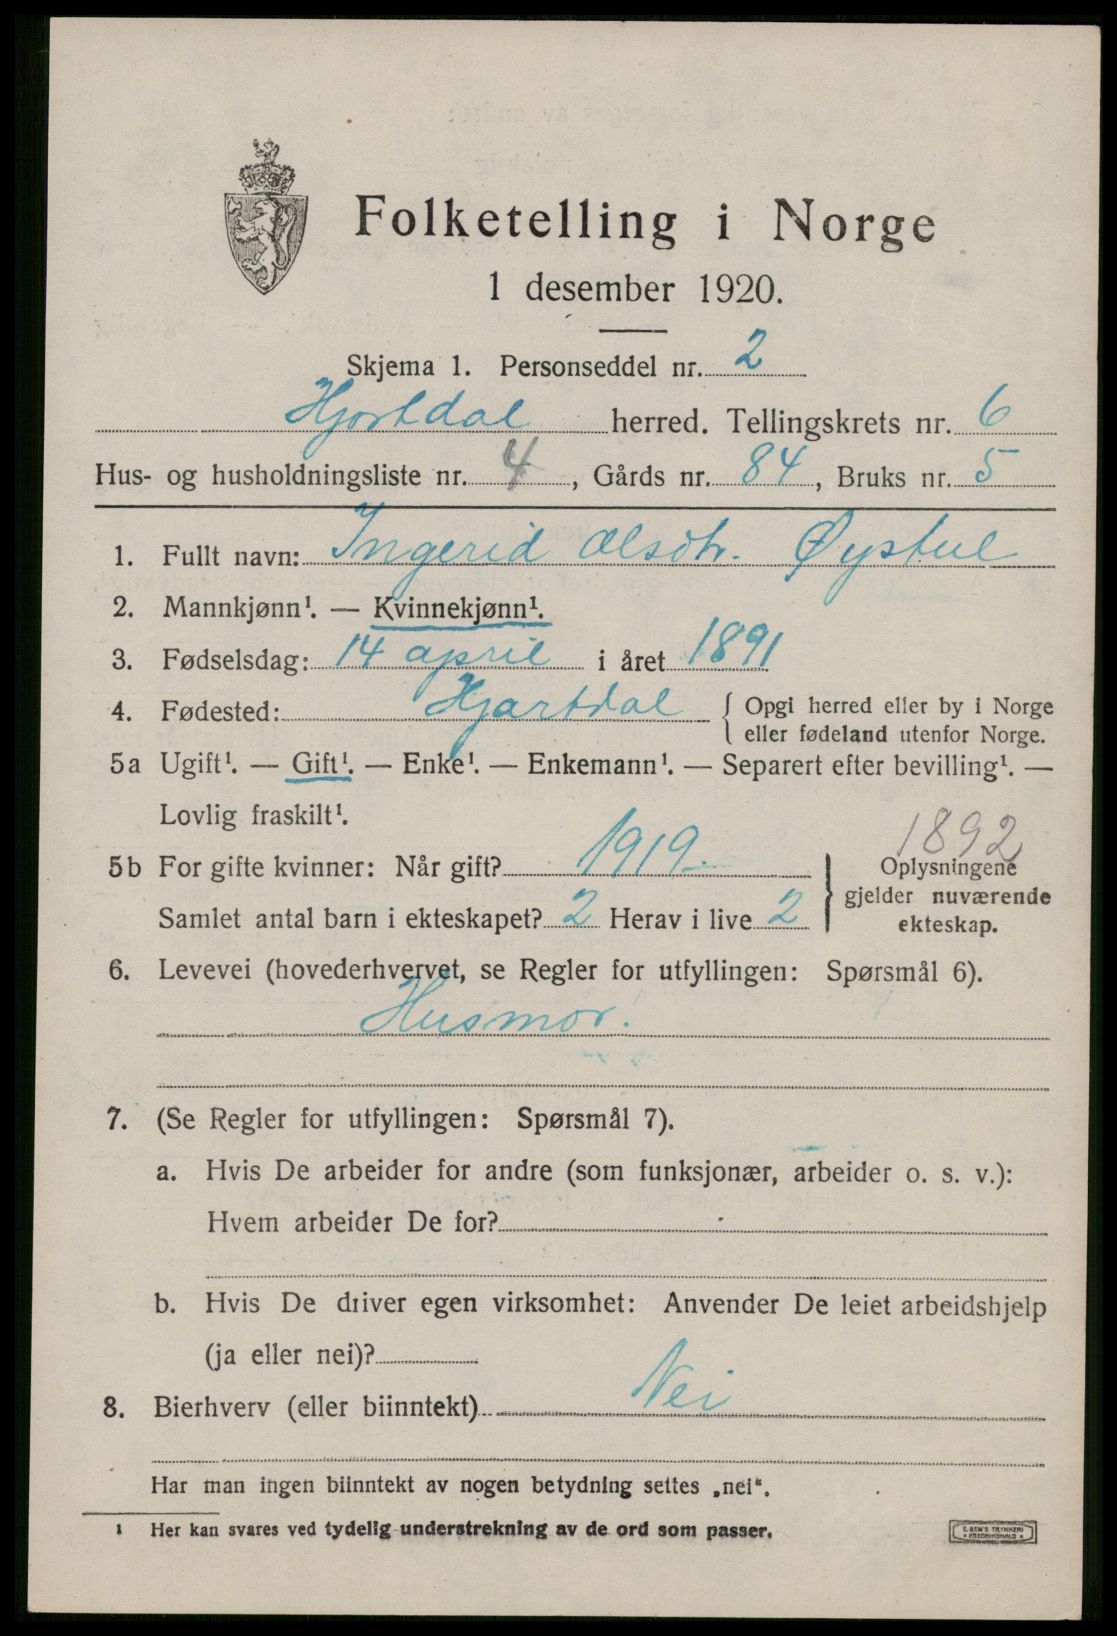 Folketelling i Norge
1 desember 1920.
Skjema 1. Personseddel nr. 2
Hjortdal herred. Tellingskrets nr. 6
Hus- og husholdningsliste nr. 4, Gårds nr. 84, Bruks nr. 5
1. Fullt navn: Ingerid Olsdtr. Øystul
2. Mannkjønn¹. — Kvinnekjønn¹.
3. Fødselsdag: 14 april i året 1891
4. Fødested: Hjartdal { Opgi herred eller by i Norge
eller fødeland utenfor Norge.
5a Ugift¹. — Gift¹. — Enke¹. — Enkemann¹. — Separert efter bevilling¹. —
Lovlig fraskilt¹.
1892
5b For gifte kvinner: Når gift? 1919. } Oplysningene
gjelder nuværende
Samlet antal barn i ekteskapet? 2 Herav i live 2
ekteskap.
6. Levevei (hovederhvervet, se Regler for utfyllingen: Spørsmål 6).
Husmor.
7. (Se Regler for utfyllingen: Spørsmål 7).
a. Hvis De arbeider for andre (som funksjonær, arbeider o. s. v.):
Hvem arbeider De for?
b. Hvis De driver egen virksomhet: Anvender De leiet arbeidshjelp
(ja eller nei)?
8. Bierhverv (eller biinntekt) Nei
Har man ingen biinntekt av nogen betydning settes „nei“.
¹ Her kan svares ved tydelig understrekning av de ord som passer.
E. SEM'S TRYKKERI
* FREDRIKSHALD *